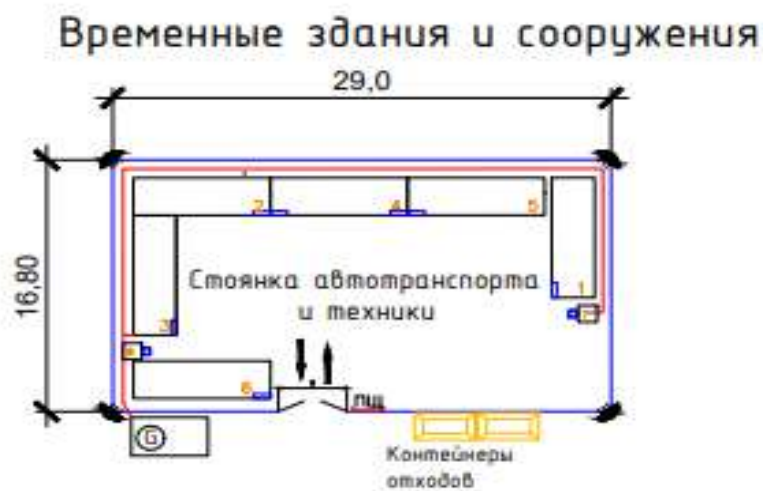 Временные здания и сооружения
29,0
16,80
2
4
5
3
1
Стоянка автотранспорта
и техники
6
ПЩ
G
Контейнеры
отходов